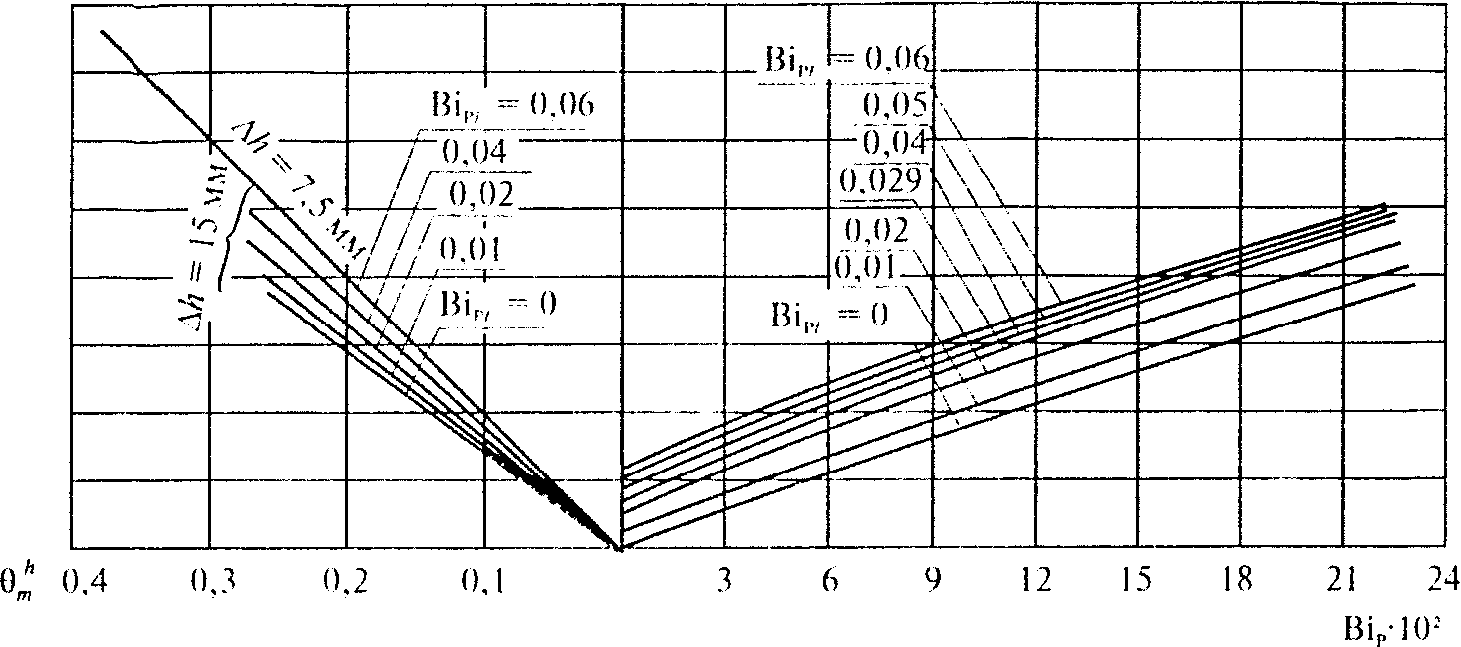 Bi_Pt = 0,06
0,04
0,02
0,01
Bi_Pt = 0
Δh = 7,5 мм
Δh = 15 мм
Bi_Pt = 0,06
0,05
0,04
0,029
0,02
0,01
Bi_Pt = 0
θ_m^h 0,4 0,3 0,2 0,1 3 6 9 12 15 18 21 24
Bi_P·10²